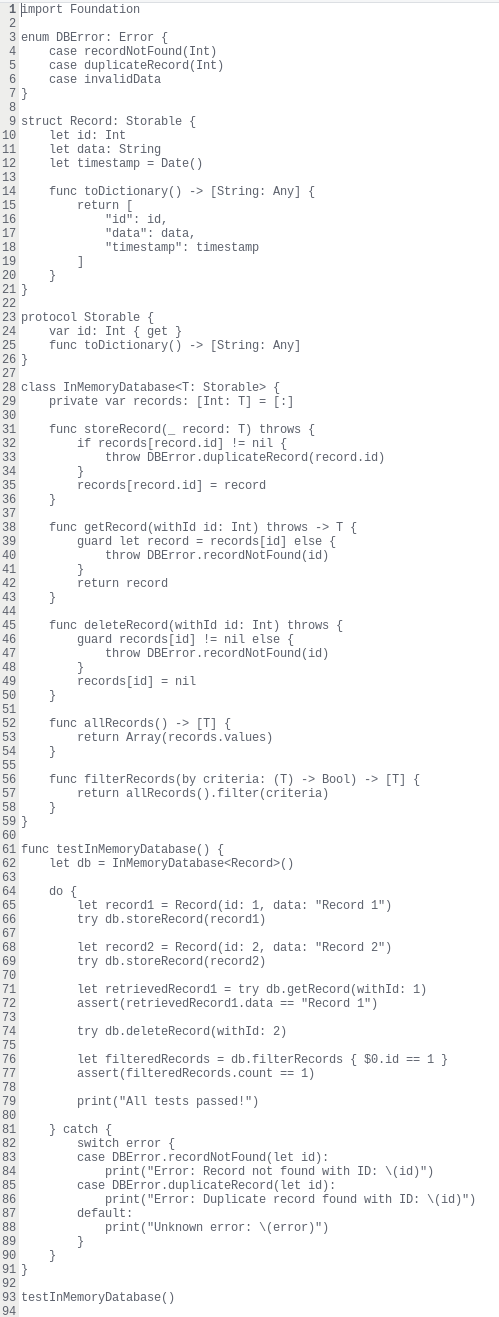 1 import Foundation
2
3 enum DBError: Error {
4     case recordNotFound(Int)
5     case duplicateRecord(Int)
6     case invalidData
7 }
8
9 struct Record: Storable {
10     let id: Int
11     let data: String
12     let timestamp = Date()
13
14     func toDictionary() -> [String: Any] {
15         return [
16             "id": id,
17             "data": data,
18             "timestamp": timestamp
19         ]
20     }
21 }
22
23 protocol Storable {
24     var id: Int { get }
25     func toDictionary() -> [String: Any]
26 }
27
28 class InMemoryDatabase<T: Storable> {
29     private var records: [Int: T] = [:]
30
31     func storeRecord(_ record: T) throws {
32         if records[record.id] != nil {
33             throw DBError.duplicateRecord(record.id)
34         }
35         records[record.id] = record
36     }
37
38     func getRecord(withId id: Int) throws -> T {
39         guard let record = records[id] else {
40             throw DBError.recordNotFound(id)
41         }
42         return record
43     }
44
45     func deleteRecord(withId id: Int) throws {
46         guard records[id] != nil else {
47             throw DBError.recordNotFound(id)
48         }
49         records[id] = nil
50     }
51
52     func allRecords() -> [T] {
53         return Array(records.values)
54     }
55
56     func filterRecords(by criteria: (T) -> Bool) -> [T] {
57         return allRecords().filter(criteria)
58     }
59 }
60
61 func testInMemoryDatabase() {
62     let db = InMemoryDatabase<Record>()
63
64     do {
65         let record1 = Record(id: 1, data: "Record 1")
66         try db.storeRecord(record1)
67
68         let record2 = Record(id: 2, data: "Record 2")
69         try db.storeRecord(record2)
70
71         let retrievedRecord1 = try db.getRecord(withId: 1)
72         assert(retrievedRecord1.data == "Record 1")
73
74         try db.deleteRecord(withId: 2)
75
76         let filteredRecords = db.filterRecords { $0.id == 1 }
77         assert(filteredRecords.count == 1)
78
79         print("All tests passed!")
80
81     } catch {
82         switch error {
83         case DBError.recordNotFound(let id):
84             print("Error: Record not found with ID: \(id)")
85         case DBError.duplicateRecord(let id):
86             print("Error: Duplicate record found with ID: \(id)")
87         default:
88             print("Unknown error: \(error)")
89         }
90     }
91 }
92
93 testInMemoryDatabase()
94